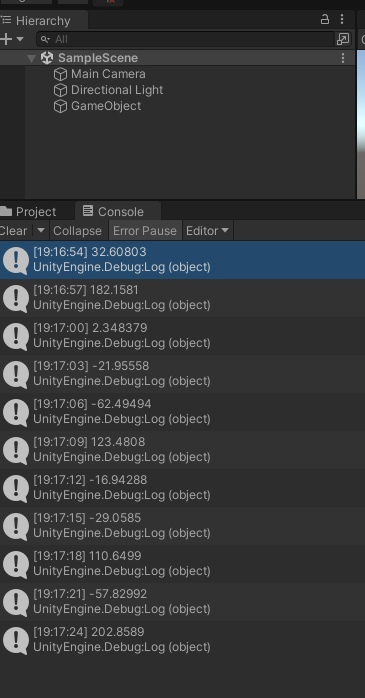 Hierarchy
All
SampleScene
Main Camera
Directional Light
GameObject
Project Console
Clear Collapse Error Pause Editor
[19:16:54] 32.60803
UnityEngine.Debug:Log (object)
[19:16:57] 182.1581
UnityEngine.Debug:Log (object)
[19:17:00] 2.348379
UnityEngine.Debug:Log (object)
[19:17:03] -21.95558
UnityEngine.Debug:Log (object)
[19:17:06] -62.49494
UnityEngine.Debug:Log (object)
[19:17:09] 123.4808
UnityEngine.Debug:Log (object)
[19:17:12] -16.94288
UnityEngine.Debug:Log (object)
[19:17:15] -29.0585
UnityEngine.Debug:Log (object)
[19:17:18] 110.6499
UnityEngine.Debug:Log (object)
[19:17:21] -57.82992
UnityEngine.Debug:Log (object)
[19:17:24] 202.8589
UnityEngine.Debug:Log (object)